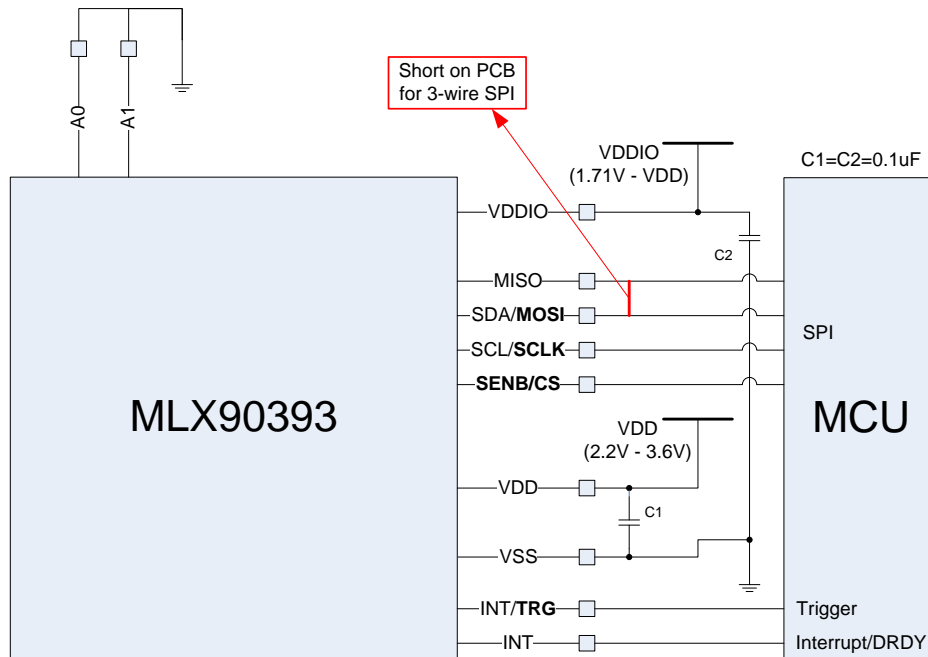 A0
A1
Short on PCB
for 3-wire SPI
VDDIO
(1.71V - VDD)
C1=C2=0.1uF
VDDIO
C2
MISO
SDA/MOSI
SCL/SCLK
SENB/CS
SPI
MLX90393
MCU
VDD
(2.2V - 3.6V)
VDD
C1
VSS
INT/TRG
Trigger
INT
Interrupt/DRDY